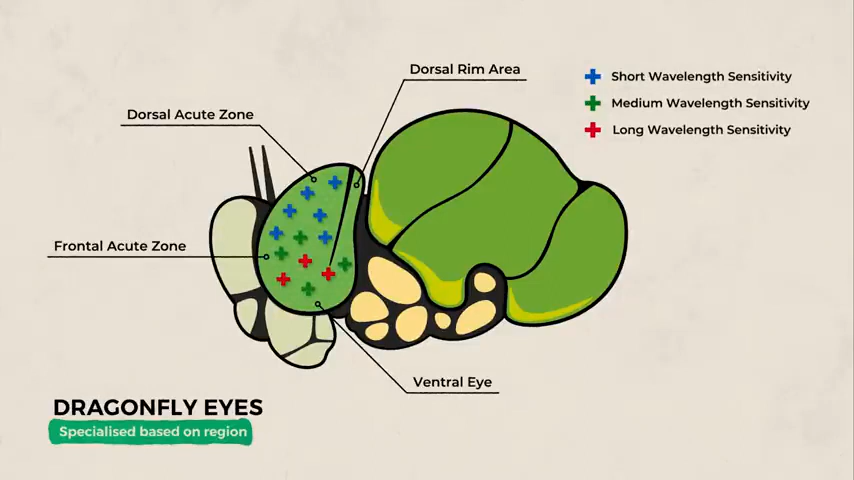 Dorsal Rim Area
Short Wavelength Sensitivity
Medium Wavelength Sensitivity
Long Wavelength Sensitivity
Dorsal Acute Zone
Frontal Acute Zone
Ventral Eye
DRAGONFLY EYES
Specialised based on region